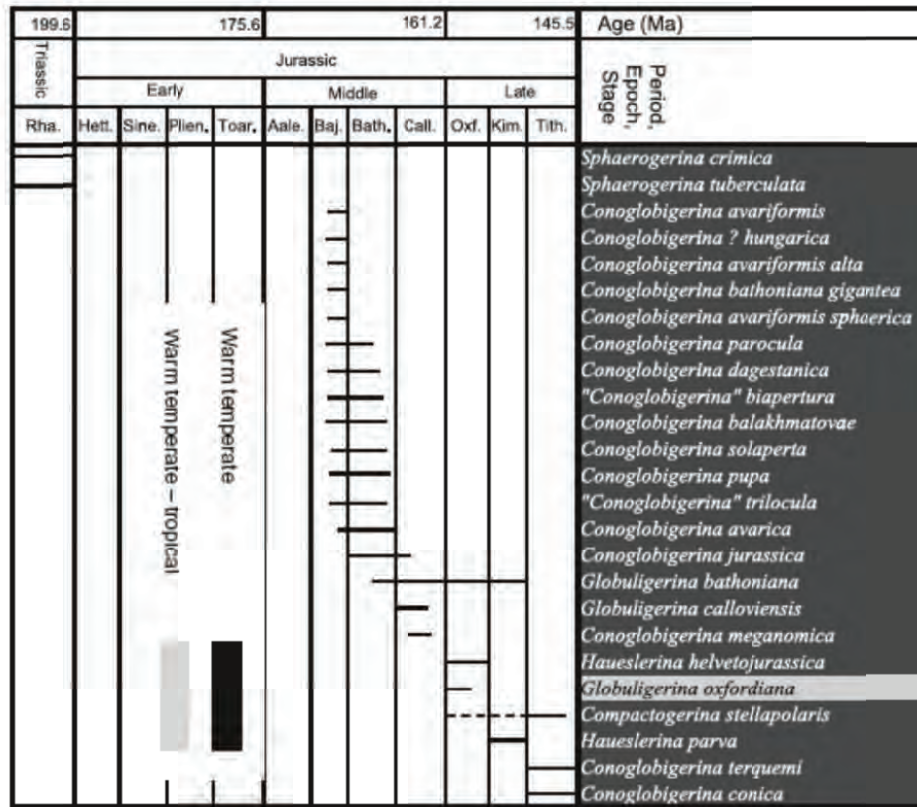 199.6 175.6 161.2 145.5 Age (Ma)
Triassic
Jurassic
Period,
Epoch,
Stage
Early Middle Late
Rha. Hett. Sine. Plien. Toar. Aale. Baj. Bath. Call. Oxf. Kim. Tith.
Sphaerogerina crimica
Sphaerogerina tuberculata
Conoglobigerina avariformis
Conoglobigerina ? hungarica
Conoglobigerina avariformis alta
Conoglobigerina bathoniana gigantea
Conoglobigerina avariformis sphaerica
Conoglobigerina parocula
Conoglobigerina dagestanica
"Conoglobigerina" biapertura
Conoglobigerina balakhmatovae
Conoglobigerina solaperta
Conoglobigerina pupa
"Conoglobigerina" trilocula
Conoglobigerina avarica
Conoglobigerina jurassica
Globuligerina bathoniana
Globuligerina calloviensis
Conoglobigerina meganomica
Haueslerina helvetojurassica
Globuligerina oxfordiana
Compactogerina stellapolaris
Haueslerina parva
Conoglobigerina terquemi
Conoglobigerina conica
Warm temperate – tropical
Warm temperate